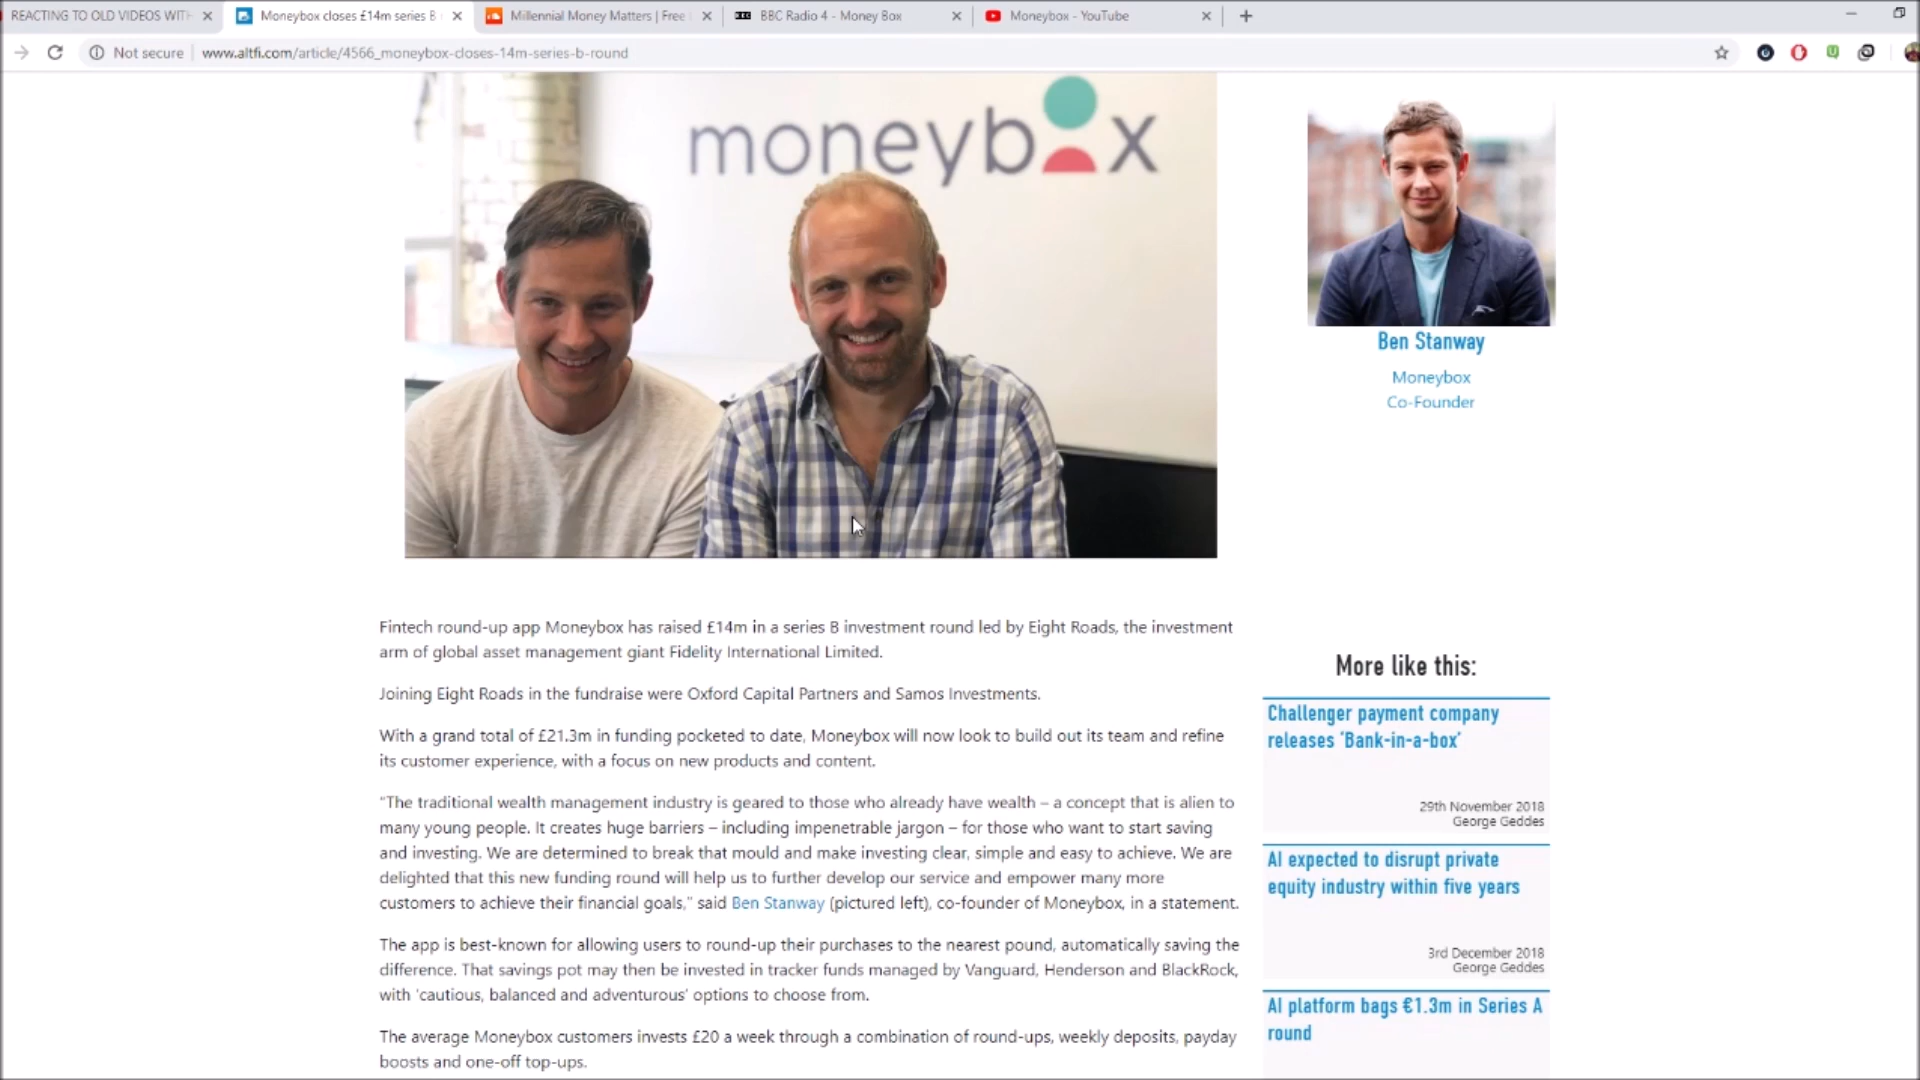 REACTING TO OLD VIDEOS WITH
Moneybox closes £14m series B
Millennial Money Matters | Free
BBC Radio 4 - Money Box
Moneybox - YouTube
Not secure
www.altfi.com/article/4566_moneybox-closes-14m-series-b-round
moneybox
Ben Stanway
Moneybox
Co-Founder
Fintech round-up app Moneybox has raised £14m in a series B investment round led by Eight Roads, the investment
arm of global asset management giant Fidelity International Limited.
Joining Eight Roads in the fundraise were Oxford Capital Partners and Samos Investments.
With a grand total of £21.3m in funding pocketed to date, Moneybox will now look to build out its team and refine
its customer experience, with a focus on new products and content.
“The traditional wealth management industry is geared to those who already have wealth – a concept that is alien to
many young people. It creates huge barriers – including impenetrable jargon – for those who want to start saving
and investing. We are determined to break that mould and make investing clear, simple and easy to achieve. We are
delighted that this new funding round will help us to further develop our service and empower many more
customers to achieve their financial goals,” said Ben Stanway (pictured left), co-founder of Moneybox, in a statement.
The app is best-known for allowing users to round-up their purchases to the nearest pound, automatically saving the
difference. That savings pot may then be invested in tracker funds managed by Vanguard, Henderson and BlackRock,
with ‘cautious, balanced and adventurous’ options to choose from.
The average Moneybox customers invests £20 a week through a combination of round-ups, weekly deposits, payday
boosts and one-off top-ups.
More like this:
Challenger payment company
releases ‘Bank-in-a-box’
29th November 2018
George Geddes
AI expected to disrupt private
equity industry within five years
3rd December 2018
George Geddes
AI platform bags €1.3m in Series A
round